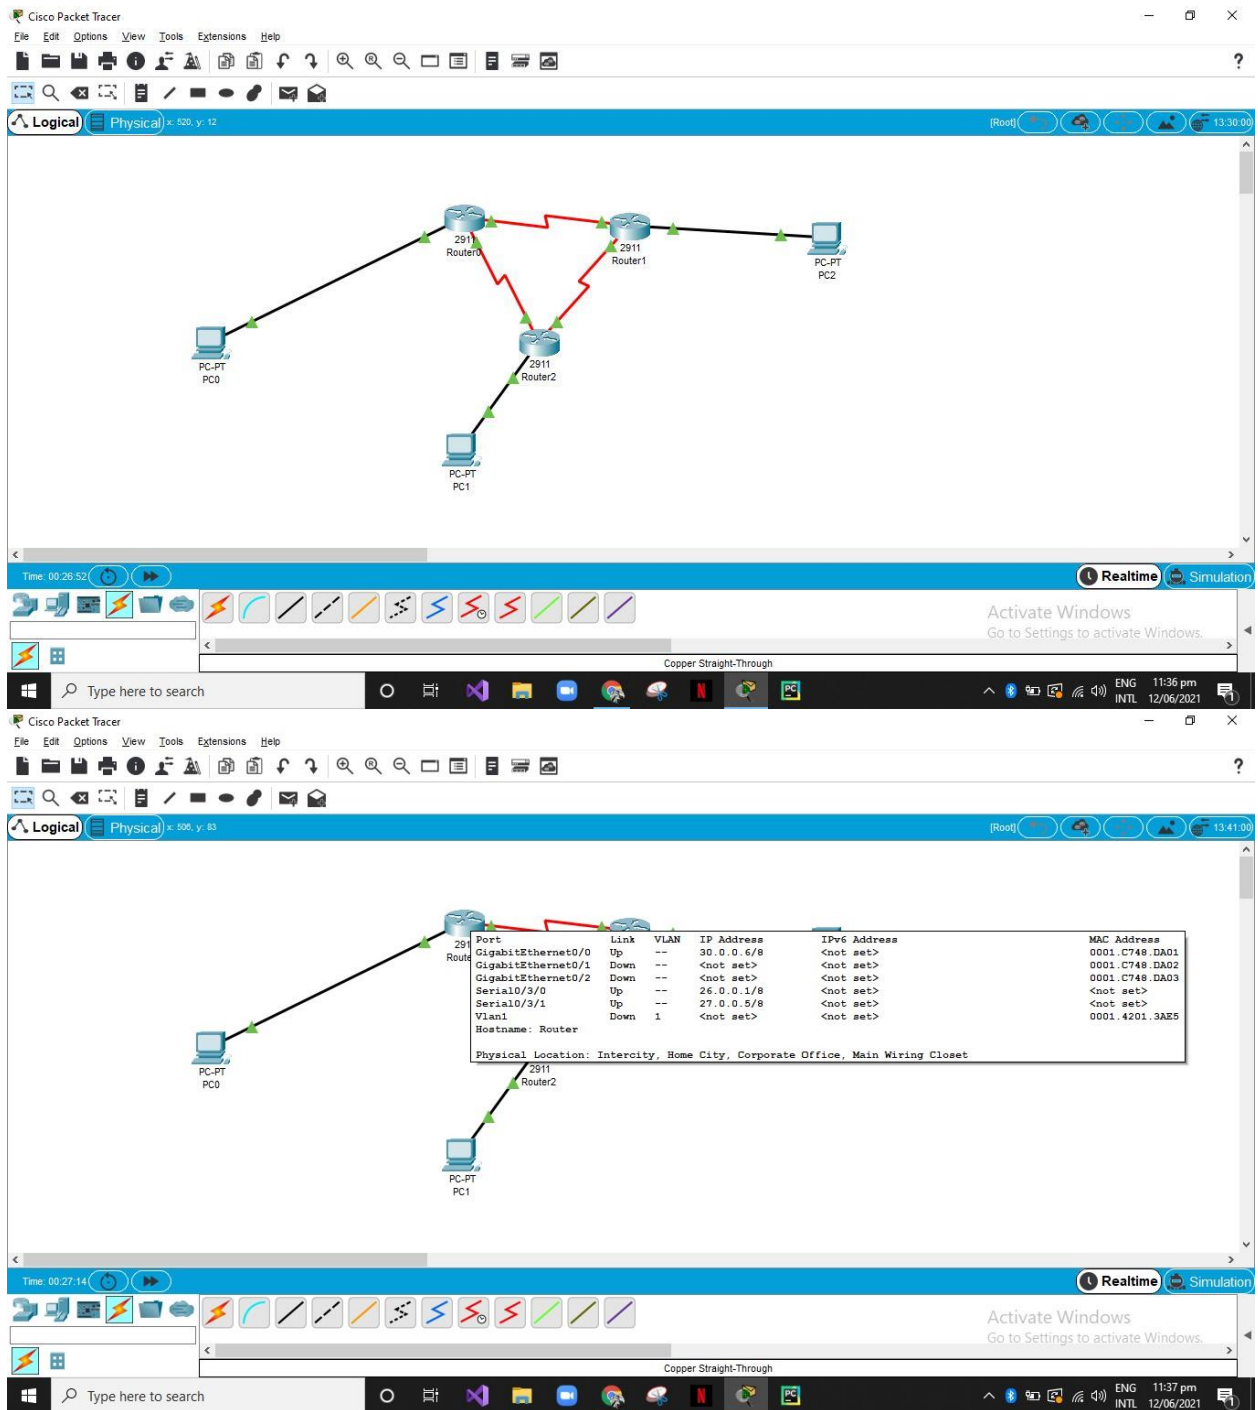 Cisco Packet Tracer
File Edit Options View Tools Extensions Help
?
Logical Physical x: 520, y: 12 [Root] 13:30:00
2911
Router0
2911
Router1
PC-PT
PC2
PC-PT
PC0
2911
Router2
PC-PT
PC1
Time: 00:26:52 Realtime Simulation
Activate Windows
Go to Settings to activate Windows.
Copper Straight-Through
Type here to search
ENG 11:36 pm
INTL 12/06/2021
Cisco Packet Tracer
File Edit Options View Tools Extensions Help
?
Logical Physical x: 506, y: 83 [Root] 13:41:00
291
Route
Port Link VLAN IP Address IPv6 Address MAC Address
GigabitEthernet0/0 Up -- 30.0.0.6/8 <not set> 0001.C748.DA01
GigabitEthernet0/1 Down -- <not set> <not set> 0001.C748.DA02
GigabitEthernet0/2 Down -- <not set> <not set> 0001.C748.DA03
Serial0/3/0 Up -- 26.0.0.1/8 <not set> <not set>
Serial0/3/1 Up -- 27.0.0.5/8 <not set> <not set>
Vlan1 Down 1 <not set> <not set> 0001.4201.3AE5
Hostname: Router
Physical Location: Intercity, Home City, Corporate Office, Main Wiring Closet
PC-PT
PC0
2911
Router2
PC-PT
PC1
Time: 00:27:14 Realtime Simulation
Activate Windows
Go to Settings to activate Windows.
Copper Straight-Through
Type here to search
ENG 11:37 pm
INTL 12/06/2021